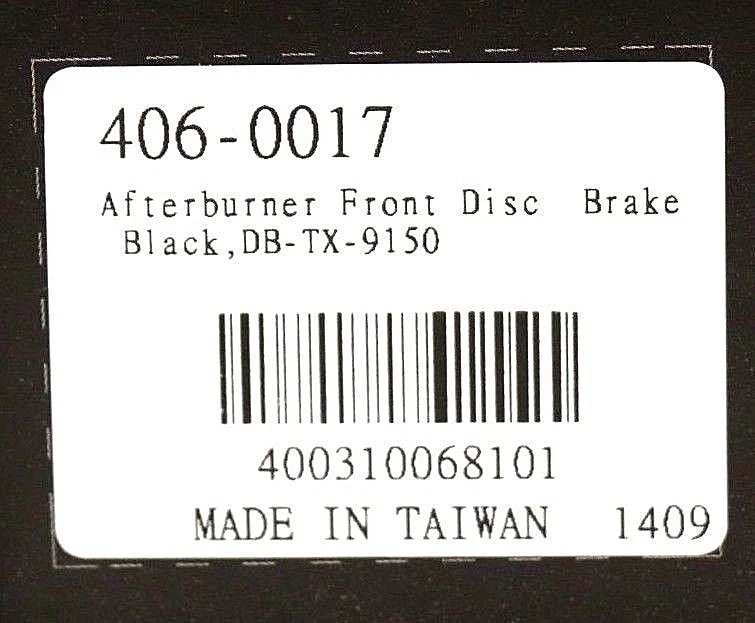 406-0017
Afterburner Front Disc Brake
Black,DB-TX-9150
400310068101
MADE IN TAIWAN 1409